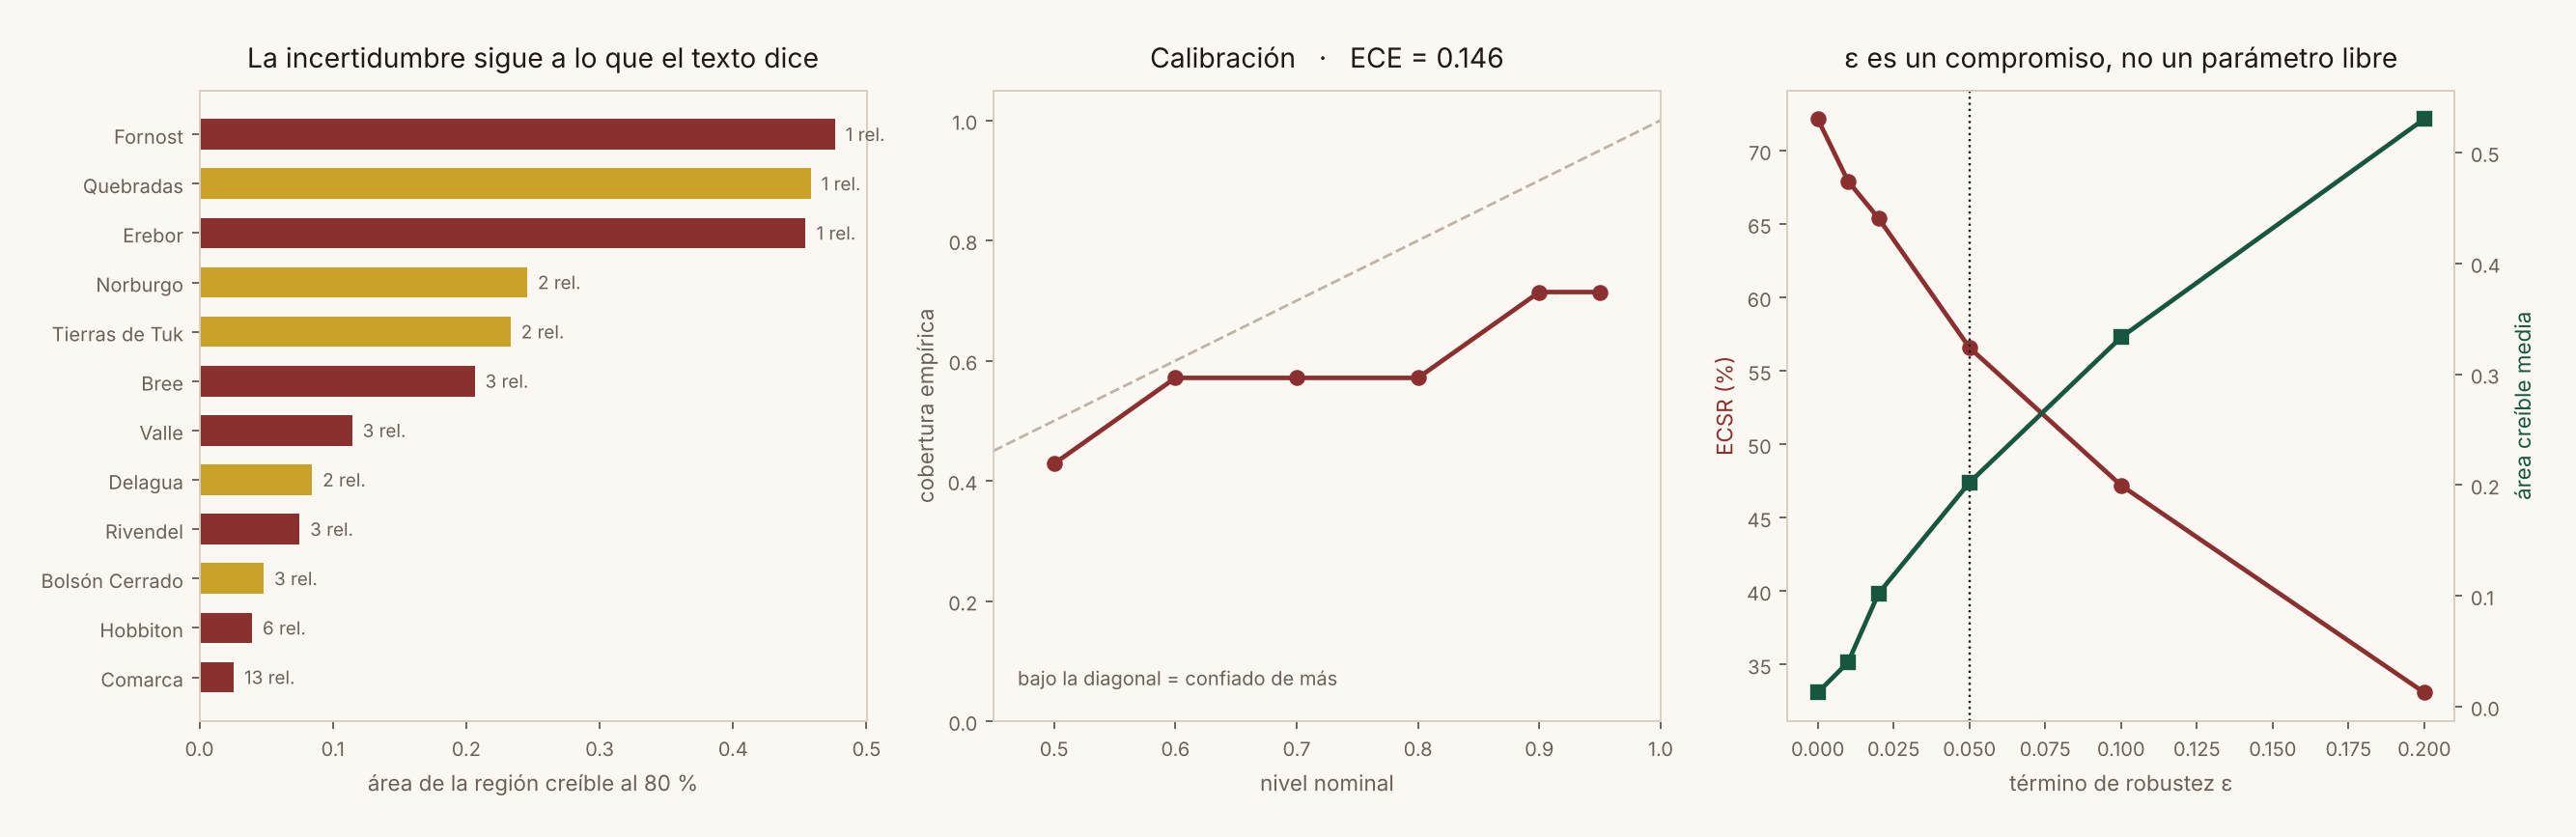 La incertidumbre sigue a lo que el texto dice
Fornost
1 rel.
Quebradas
1 rel.
Erebor
1 rel.
Norburgo
2 rel.
Tierras de Tuk
2 rel.
Bree
3 rel.
Valle
3 rel.
Delagua
2 rel.
Rivendel
3 rel.
Bolsón Cerrado
3 rel.
Hobbiton
6 rel.
Comarca
13 rel.
0.0 0.1 0.2 0.3 0.4 0.5
área de la región creíble al 80 %
Calibración · ECE = 0.146
cobertura empírica
1.0
0.8
0.6
0.4
0.2
0.0
bajo la diagonal = confiado de más
0.5 0.6 0.7 0.8 0.9 1.0
nivel nominal
ε es un compromiso, no un parámetro libre
ECSR (%)
70
65
60
55
50
45
40
35
0.5
0.4
0.3
0.2
0.1
0.0
área creíble media
0.000 0.025 0.050 0.075 0.100 0.125 0.150 0.175 0.200
término de robustez ε